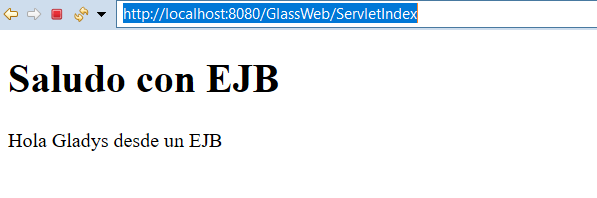 http://localhost:8080/GlassWeb/ServletIndex
Saludo con EJB
Hola Gladys desde un EJB